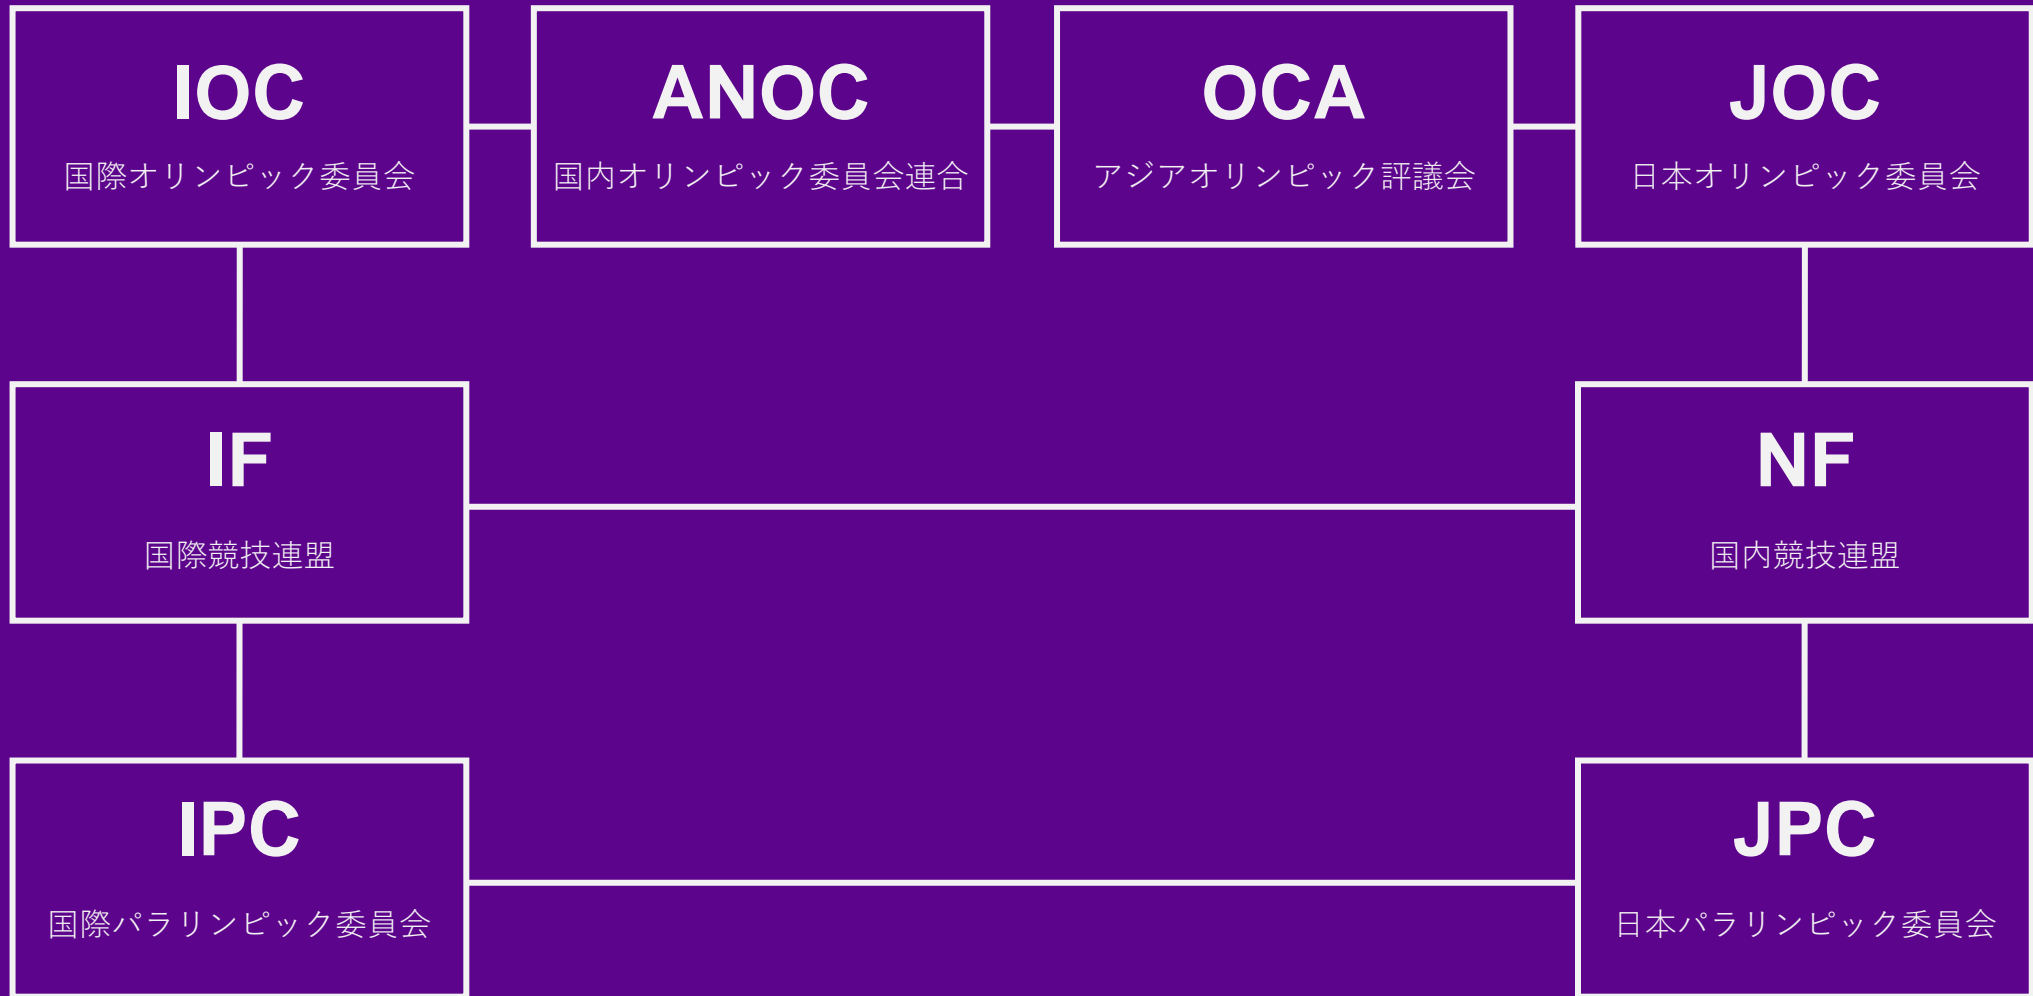 IOC
国際オリンピック委員会
ANOC
国内オリンピック委員会連合
OCA
アジアオリンピック評議会
JOC
日本オリンピック委員会
IF
国際競技連盟
NF
国内競技連盟
IPC
国際パラリンピック委員会
JPC
日本パラリンピック委員会